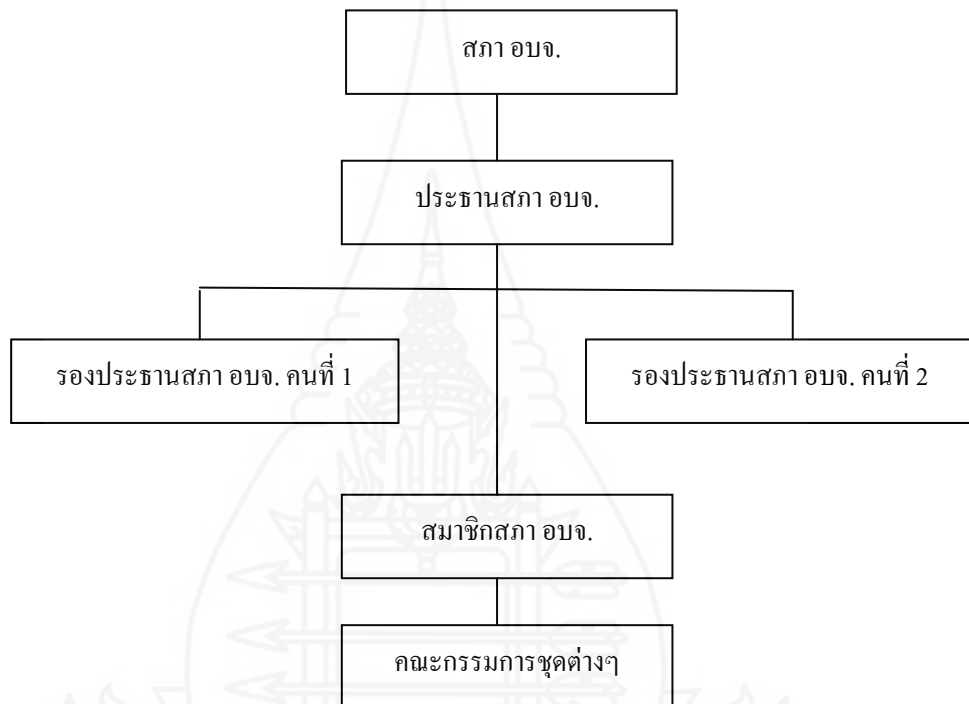 สภา อบจ.
ประธานสภา อบจ.
รองประธานสภา อบจ. คนที่ 1
รองประธานสภา อบจ. คนที่ 2
สมาชิกสภา อบจ.
คณะกรรมการชุดต่างๆ